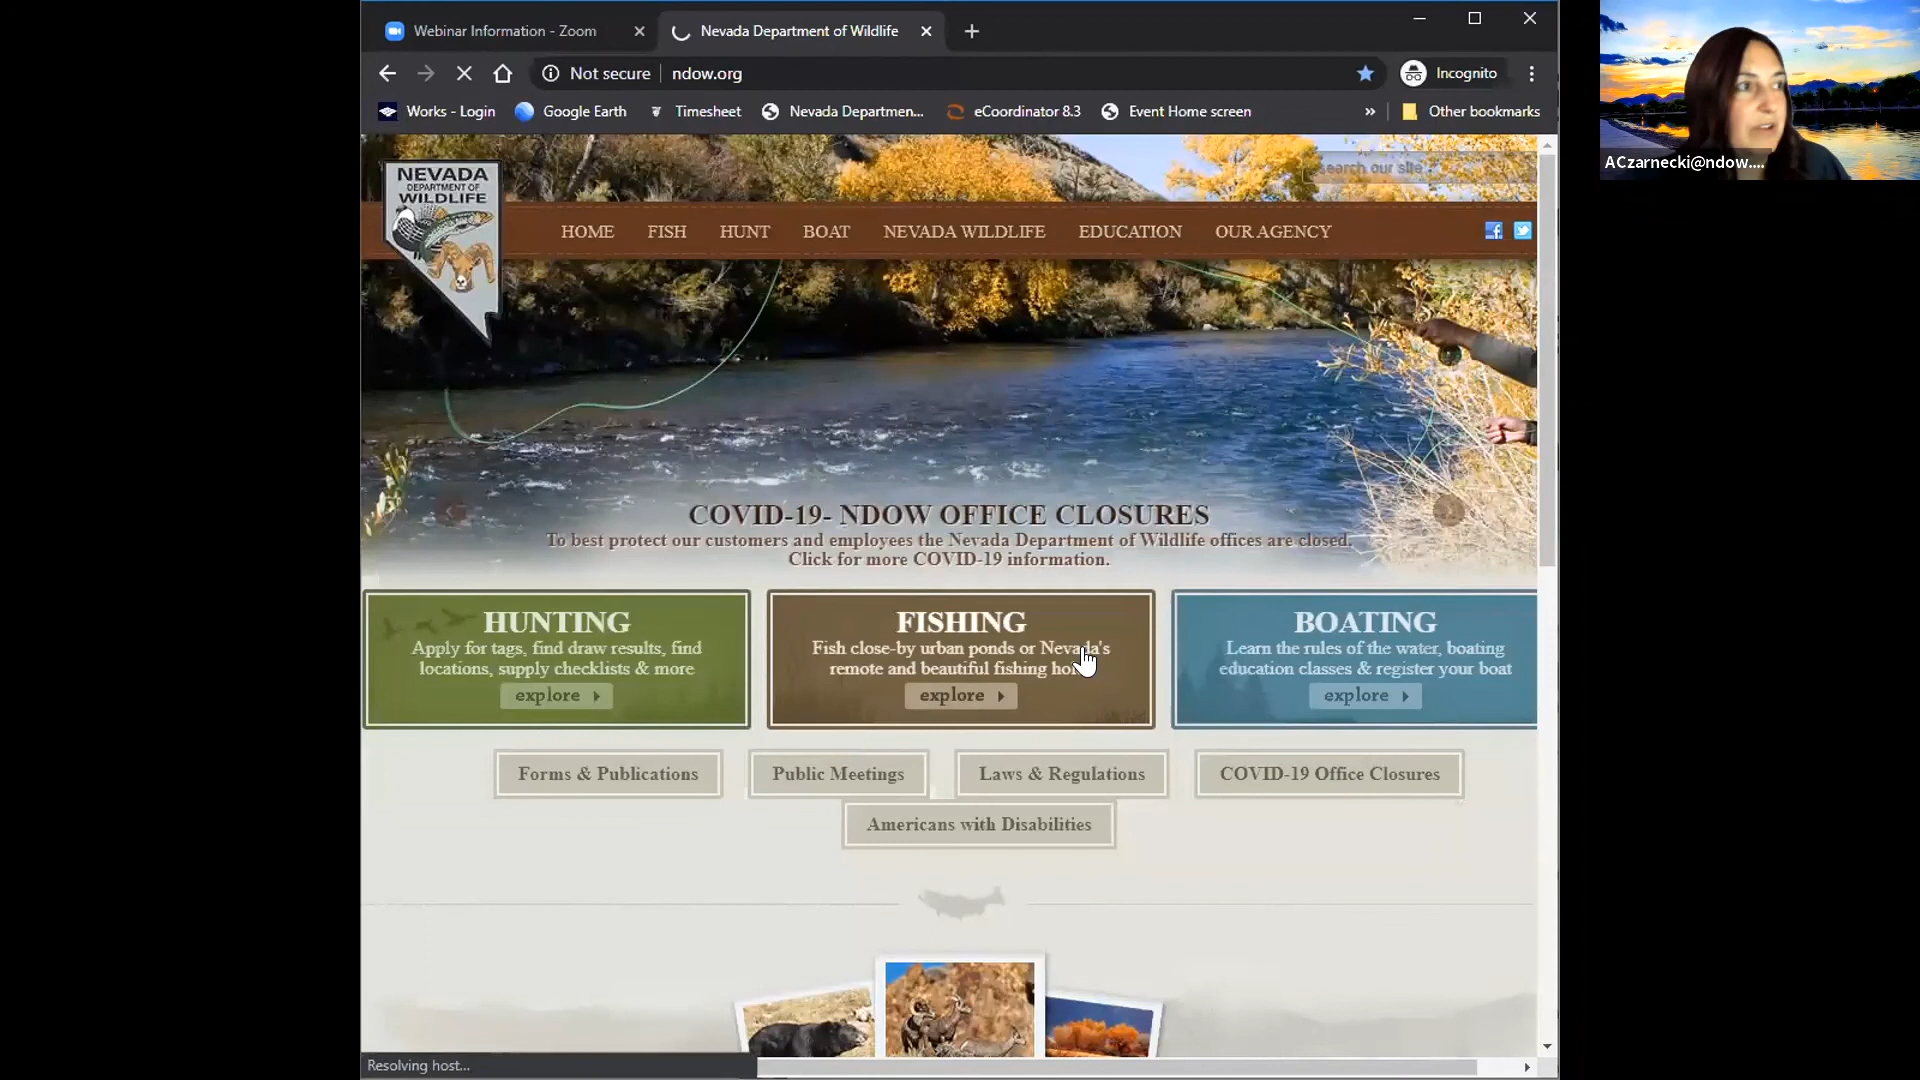 Webinar Information - Zoom
Nevada Department of Wildlife
Not secure
ndow.org
Incognito
Works - Login
Google Earth
Timesheet
Nevada Departmen...
eCoordinator 8.3
Event Home screen
»
Other bookmarks
ACzarnecki@ndow....
NEVADA
DEPARTMENT OF
WILDLIFE
search our site
HOME
FISH
HUNT
BOAT
NEVADA WILDLIFE
EDUCATION
OUR AGENCY
COVID-19- NDOW OFFICE CLOSURES
To best protect our customers and employees the Nevada Department of Wildlife offices are closed.
Click for more COVID-19 information.
HUNTING
Apply for tags, find draw results, find
locations, supply checklists & more
explore
FISHING
Fish close-by urban ponds or Nevada's
remote and beautiful fishing
explore
BOATING
Learn the rules of the water, boating
education classes & register your boat
explore
Forms & Publications
Public Meetings
Laws & Regulations
COVID-19 Office Closures
Americans with Disabilities
Resolving host...